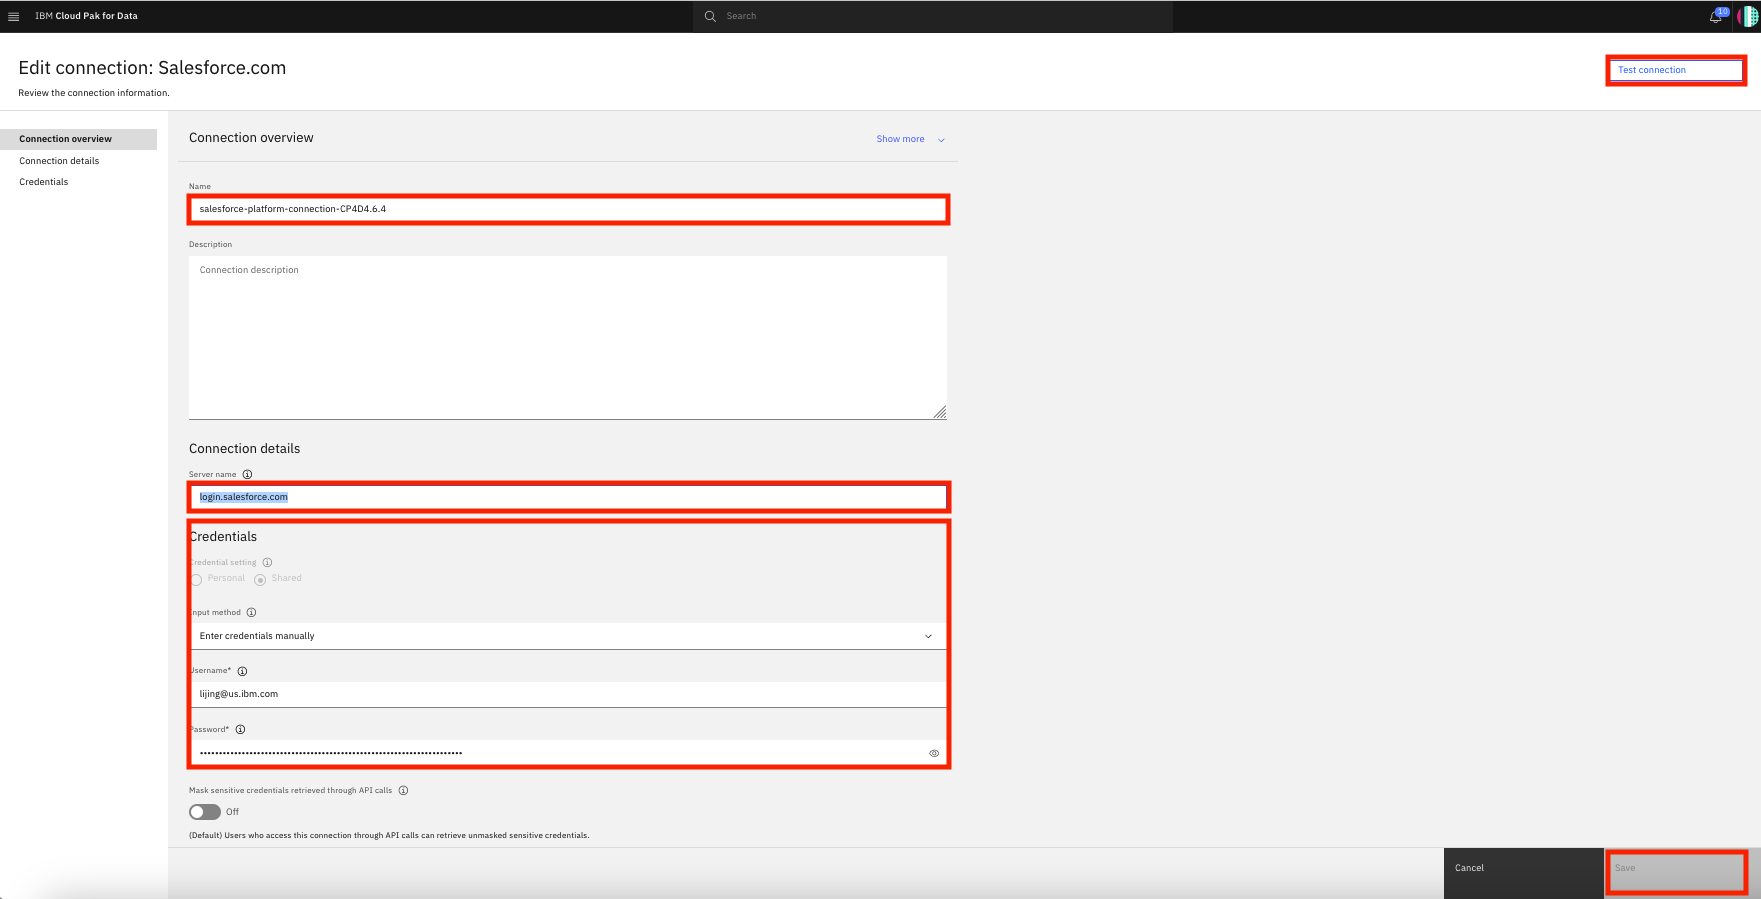 IBM Cloud Pak for Data
Search
10
Edit connection: Salesforce.com
Test connection
Review the connection information.
Connection overview
Connection details
Credentials
Connection overview
Show more
Name
salesforce-platform-connection-CP4D4.6.4
Description
Connection description
Connection details
Server name
login.salesforce.com
Credentials
Credential setting
Personal
Shared
Input method
Enter credentials manually
Username*
lijing@us.ibm.com
Password*
Mask sensitive credentials retrieved through API calls
Off
(Default) Users who access this connection through API calls can retrieve unmasked sensitive credentials.
Cancel
Save